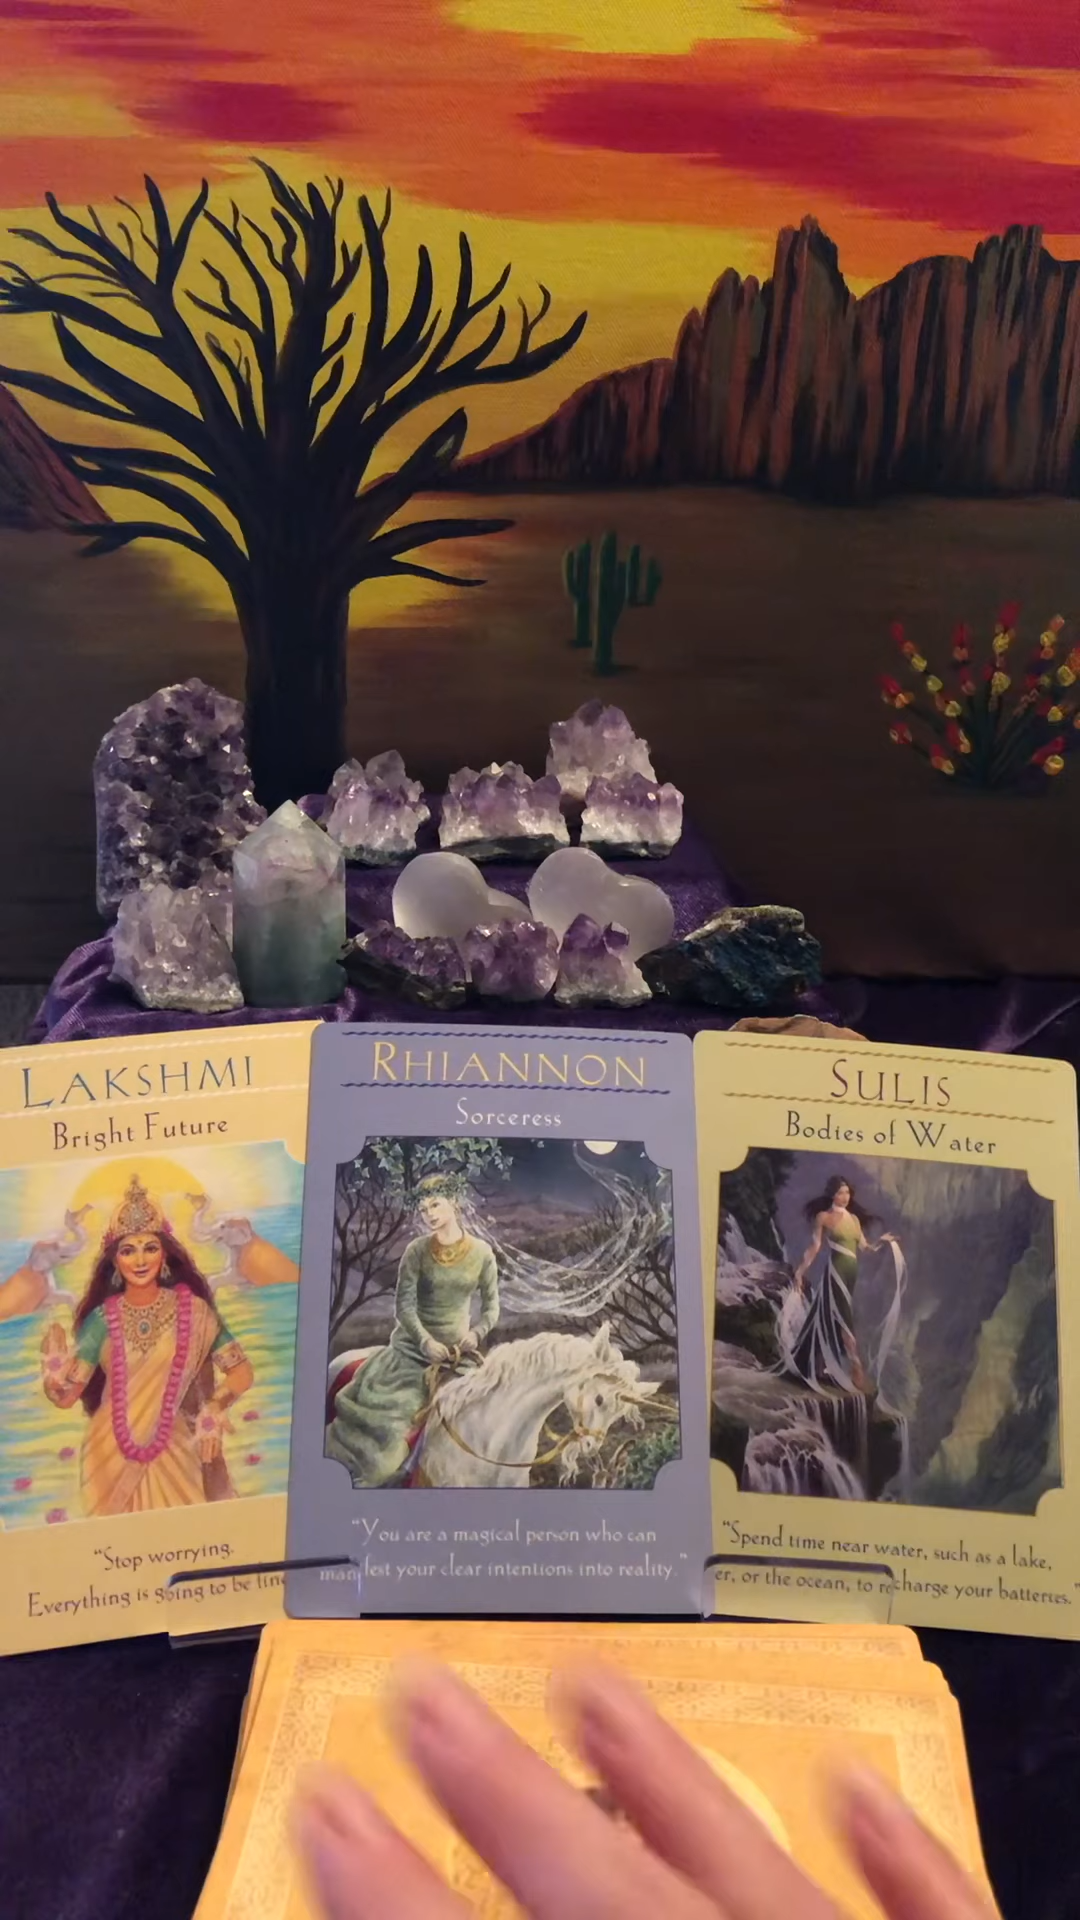 LAKSHMI
Bright Future
"Stop worrying.
Everything is going to be fine
RHIANNON
Sorceress
"You are a magical person who can
manifest your clear intentions into reality."
SULIS
Bodies of Water
"Spend time near water, such as a lake,
er, or the ocean, to recharge your batteries."